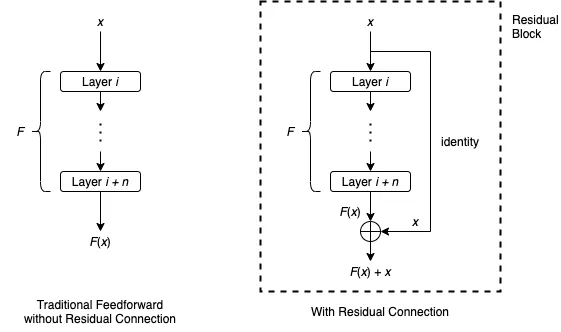 x
Layer i
F
Layer i + n
F(x)
Traditional Feedforward
without Residual Connection
Residual
Block
x
Layer i
F
identity
Layer i + n
F(x)
x
F(x) + x
With Residual Connection